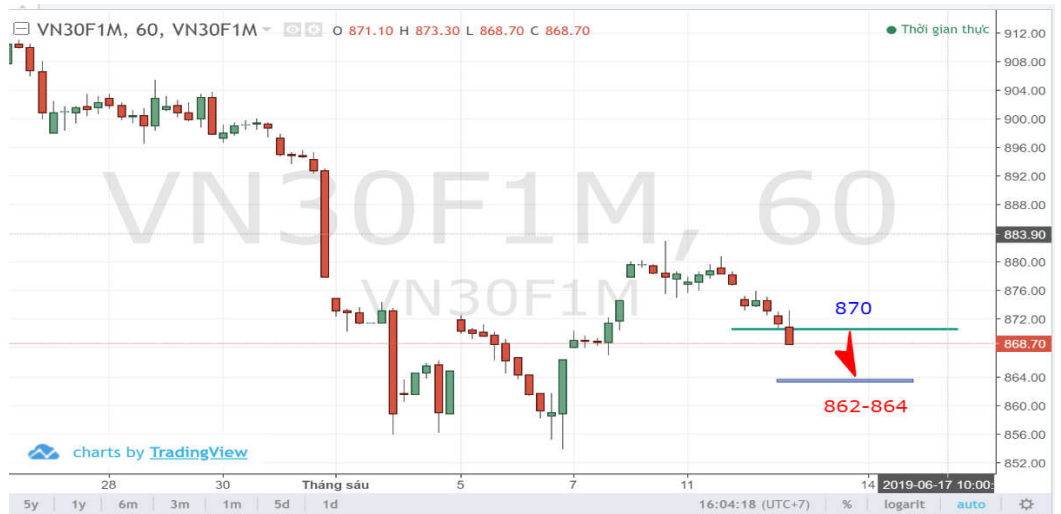 VN30F1M, 60, VN30F1M O 871.10 H 873.30 L 868.70 C 868.70
Thời gian thực
912.00
908.00
904.00
900.00
896.00
892.00
888.00
883.90
880.00
876.00
872.00
868.70
864.00
860.00
856.00
852.00
VN30F1M, 60
VN30F1M
870
862-864
charts by TradingView
28 30 Tháng sáu 5 7 11 14 2019-06-17 10:00:
5y 1y 6m 3m 1m 5d 1d 16:04:18 (UTC+7) % logarit auto